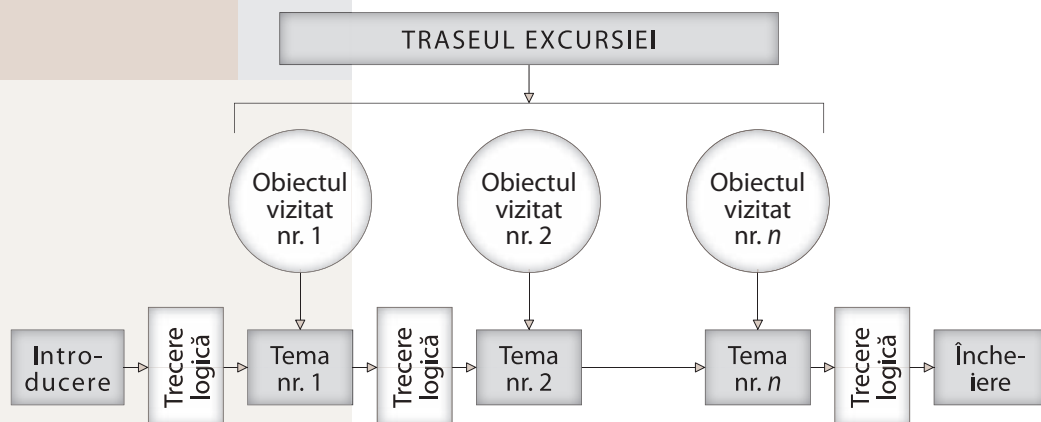 TRASEUL EXCURSIEI
Obiectul
vizitat
nr. 1
Obiectul
vizitat
nr. 2
Obiectul
vizitat
nr. n
Intro-
ducere
Trecere
logică
Tema
nr. 1
Trecere
logică
Tema
nr. 2
Tema
nr. n
Trecere
logică
Înche-
iere